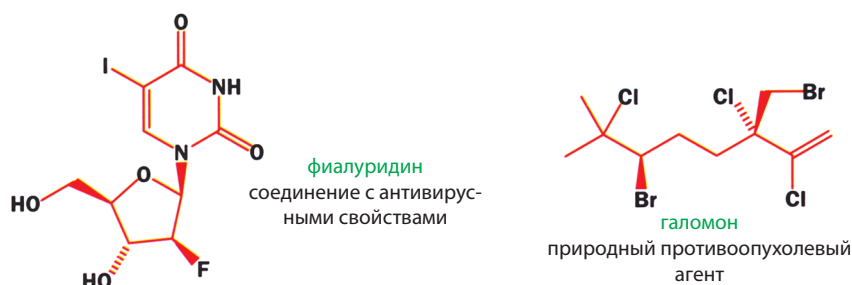 O
I
NH
N
O
O
HO
HO
F
фиалуридин
соединение с антивирус-
ными свойствами
Cl
Cl
Br
Br
Cl
галомон
природный противоопухолевый
агент